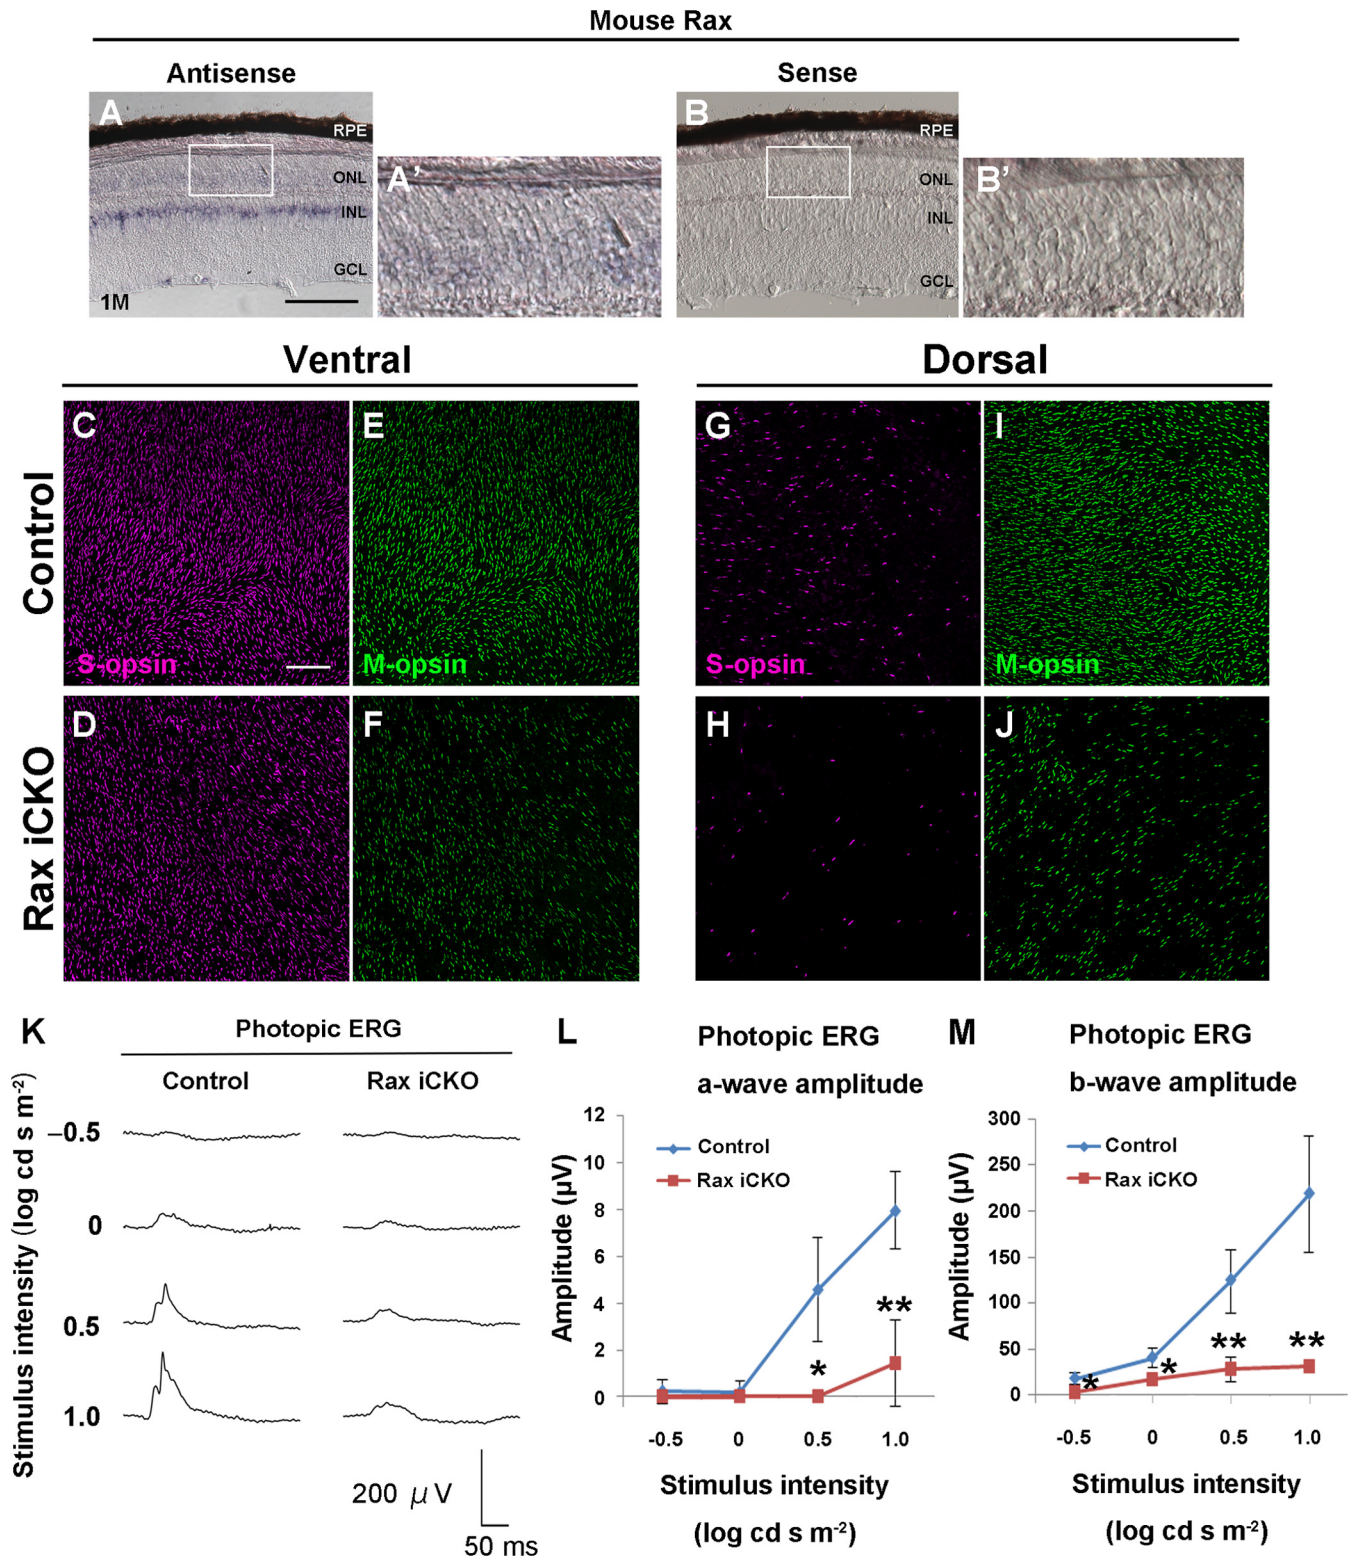 Mouse Rax
Antisense
Sense
A
RPE
ONL
INL
GCL
1M
A’
B
RPE
ONL
INL
GCL
B’
Ventral
Dorsal
Control
C
S-opsin
E
M-opsin
G
S-opsin
I
M-opsin
Rax iCKO
D
F
H
J
K
Photopic ERG
Control
Rax iCKO
Stimulus intensity (log cd s m-2)
–0.5
0
0.5
1.0
200 μV
50 ms
L
Photopic ERG
a-wave amplitude
Amplitude (μV)
12
10
8
6
4
2
0
Control
Rax iCKO
*
**
-0.5 0 0.5 1.0
Stimulus intensity
(log cd s m-2)
M
Photopic ERG
b-wave amplitude
Amplitude (μV)
300
250
200
150
100
50
0
Control
Rax iCKO
*
*
**
**
-0.5 0 0.5 1.0
Stimulus intensity
(log cd s m-2)